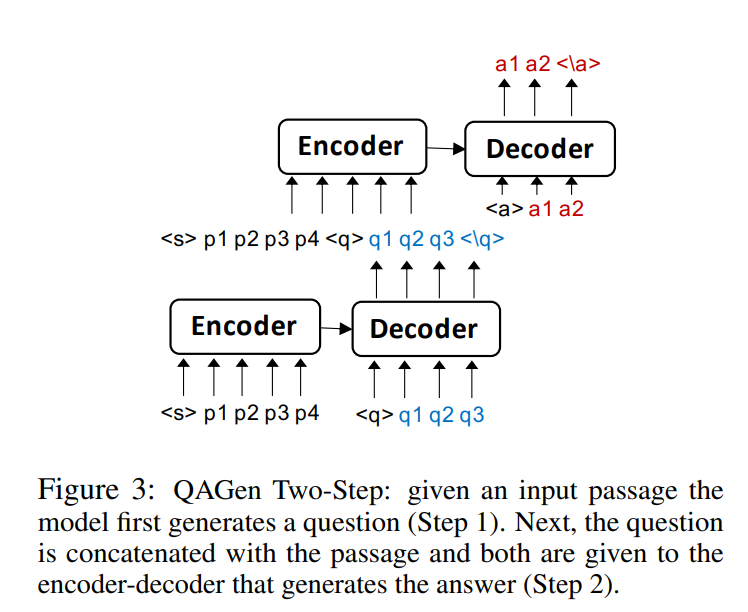 a1 a2 <\a>
Encoder
Decoder
<a> a1 a2
<s> p1 p2 p3 p4 <q> q1 q2 q3 <\q>
Encoder
Decoder
<s> p1 p2 p3 p4
<q> q1 q2 q3
Figure 3: QAGen Two-Step: given an input passage the
model first generates a question (Step 1). Next, the question
is concatenated with the passage and both are given to the
encoder-decoder that generates the answer (Step 2).